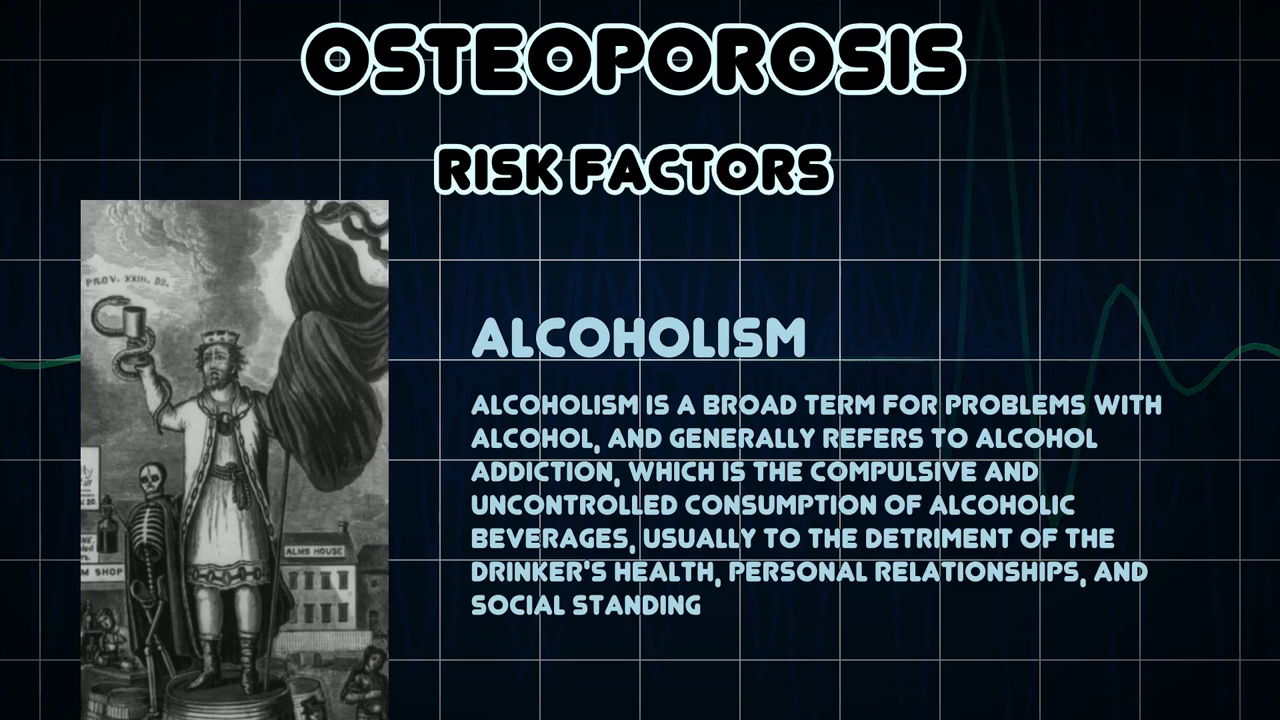 OSTEOPOROSIS
RISK FACTORS
PROV. XXIII. 32.
ALCOHOLISM
ALCOHOLISM IS A BROAD TERM FOR PROBLEMS WITH
ALCOHOL, AND GENERALLY REFERS TO ALCOHOL
ADDICTION, WHICH IS THE COMPULSIVE AND
UNCONTROLLED CONSUMPTION OF ALCOHOLIC
BEVERAGES, USUALLY TO THE DETRIMENT OF THE
DRINKER'S HEALTH, PERSONAL RELATIONSHIPS, AND
SOCIAL STANDING
ALMS HOUSE
SHOP